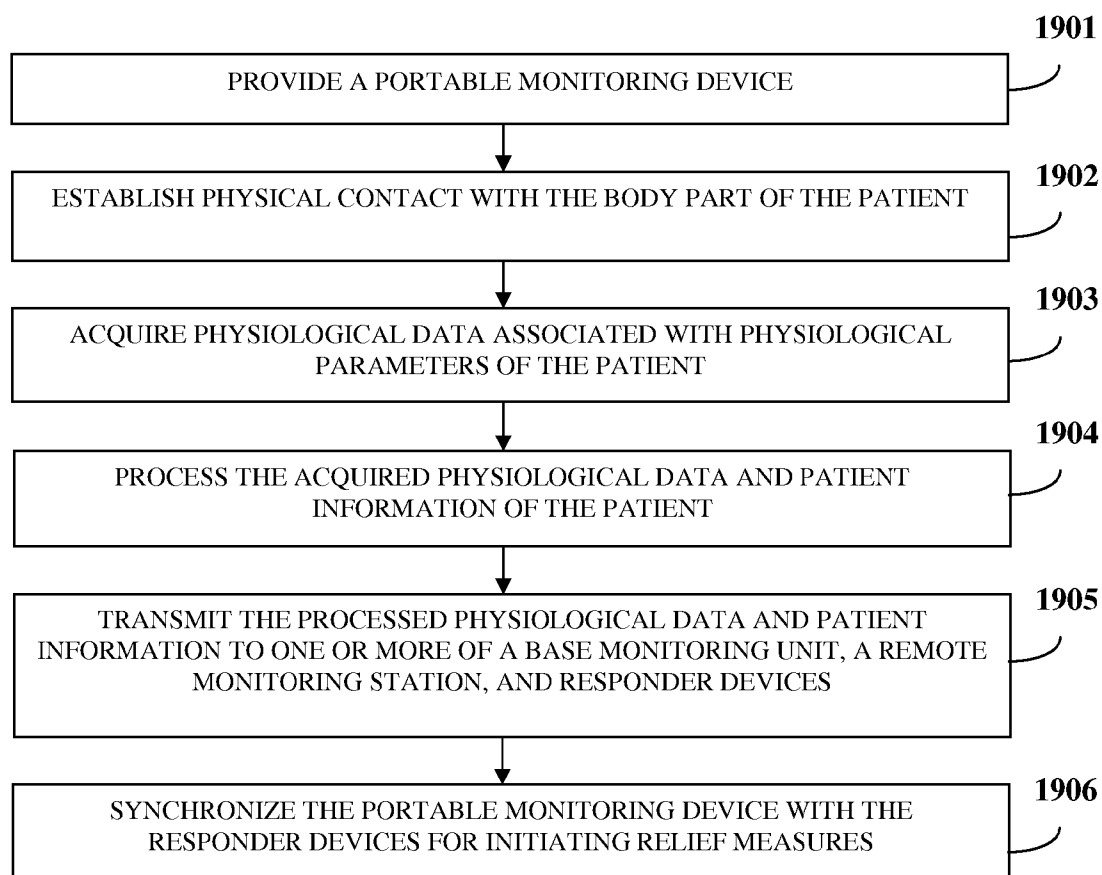 1901
PROVIDE A PORTABLE MONITORING DEVICE
1902
ESTABLISH PHYSICAL CONTACT WITH THE BODY PART OF THE PATIENT
1903
ACQUIRE PHYSIOLOGICAL DATA ASSOCIATED WITH PHYSIOLOGICAL
PARAMETERS OF THE PATIENT
1904
PROCESS THE ACQUIRED PHYSIOLOGICAL DATA AND PATIENT
INFORMATION OF THE PATIENT
1905
TRANSMIT THE PROCESSED PHYSIOLOGICAL DATA AND PATIENT
INFORMATION TO ONE OR MORE OF A BASE MONITORING UNIT, A REMOTE
MONITORING STATION, AND RESPONDER DEVICES
1906
SYNCHRONIZE THE PORTABLE MONITORING DEVICE WITH THE
RESPONDER DEVICES FOR INITIATING RELIEF MEASURES